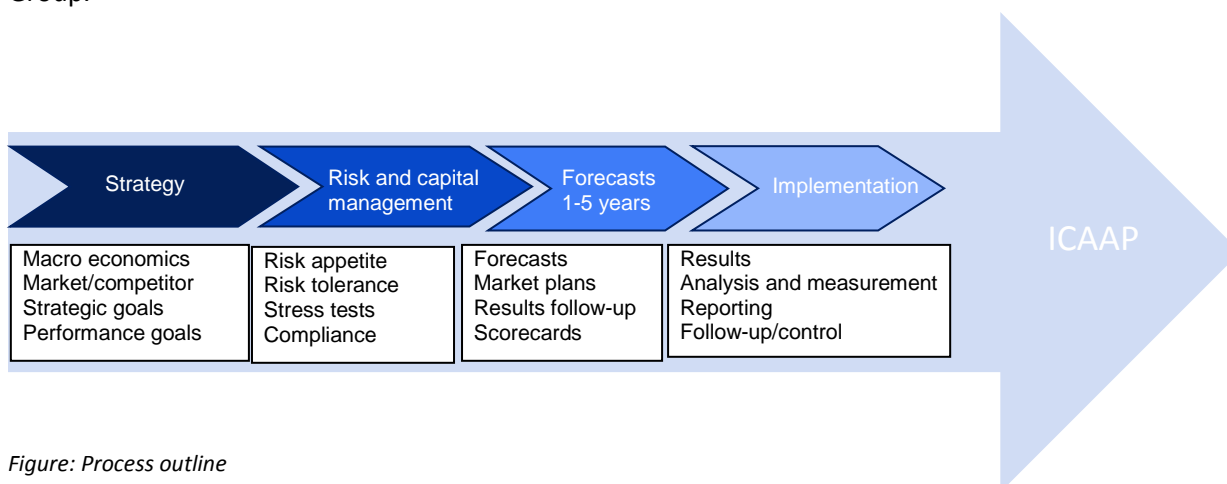 Group.
Strategy
Risk and capital
management
Forecasts
1-5 years
Implementation
ICAAP
Macro economics
Market/competitor
Strategic goals
Performance goals
Risk appetite
Risk tolerance
Stress tests
Compliance
Forecasts
Market plans
Results follow-up
Scorecards
Results
Analysis and measurement
Reporting
Follow-up/control
Figure: Process outline